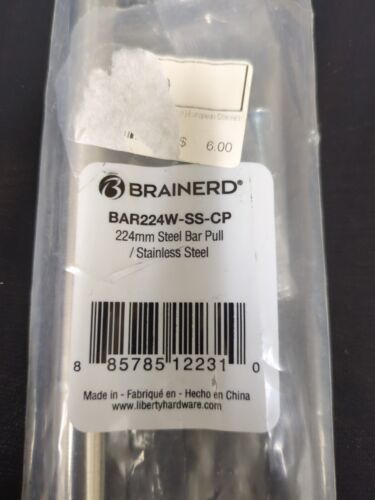 $ 6.00
BRAINERD®
BAR224W-SS-CP
224mm Steel Bar Pull
/ Stainless Steel
8 85785 12231 0
Made in - Fabriqué en - Hecho en China
www.libertyhardware.com